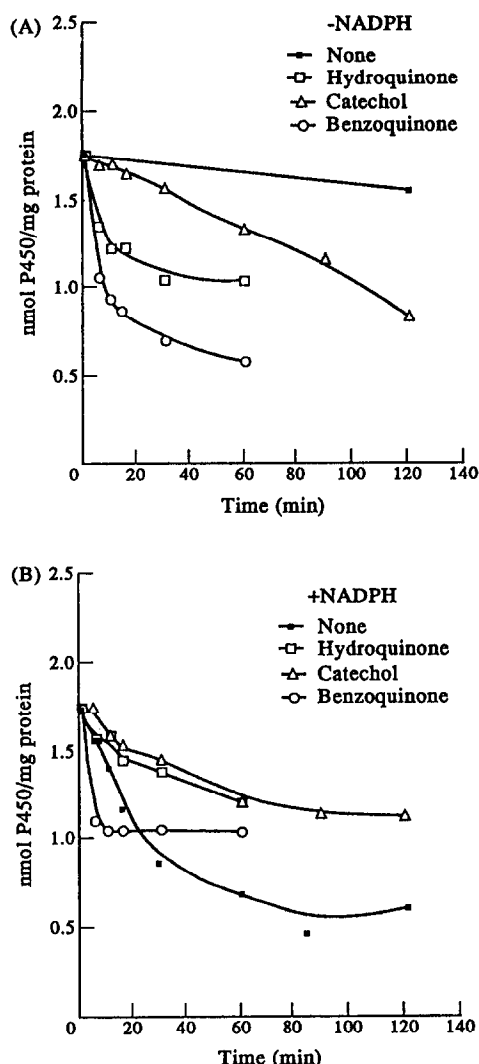 (A)
2.5
-NADPH
None
Hydroquinone
Catechol
Benzoquinone
2.0
1.5
1.0
0.5
nmol P450/mg protein
0 20 40 60 80 100 120 140
Time (min)
(B)
2.5
+NADPH
None
Hydroquinone
Catechol
Benzoquinone
2.0
1.5
1.0
0.5
nmol P450/mg protein
0 20 40 60 80 100 120 140
Time (min)